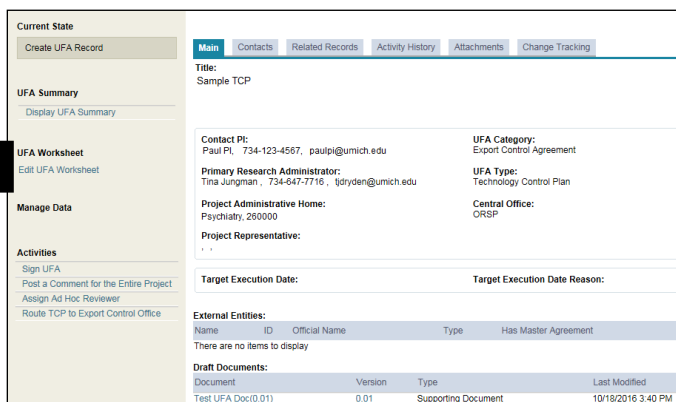 Current State
Create UFA Record
UFA Summary
Display UFA Summary
UFA Worksheet
Edit UFA Worksheet
Manage Data
Activities
Sign UFA
Post a Comment for the Entire Project
Assign Ad Hoc Reviewer
Route TCP to Export Control Office
Main Contacts Related Records Activity History Attachments Change Tracking
Title:
Sample TCP
Contact PI:
Paul PI, 734-123-4567, paulpi@umich.edu
Primary Research Administrator:
Tina Jungman , 734-647-7716 , tjdryden@umich.edu
Project Administrative Home:
Psychiatry, 260000
Project Representative:
, ,
UFA Category:
Export Control Agreement
UFA Type:
Technology Control Plan
Central Office:
ORSP
Target Execution Date: Target Execution Date Reason:
External Entities:
Name ID Official Name Type Has Master Agreement
There are no items to display
Draft Documents:
Document Version Type Last Modified
Test UFA Doc(0.01) 0.01 Supporting Document 10/18/2016 3:40 PM